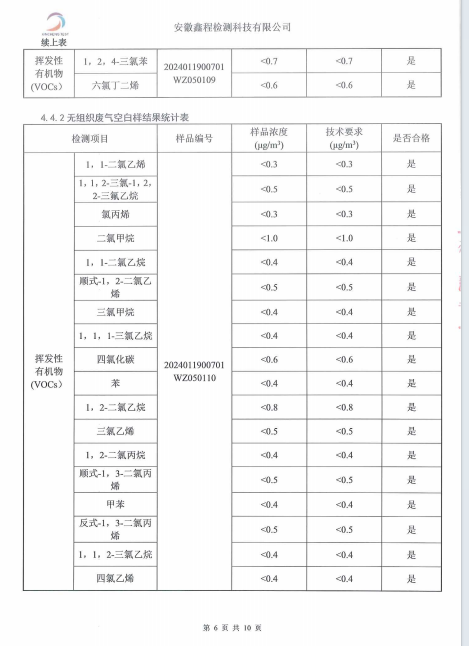 安徽鑫程检测科技有限公司
续上表
挥发性有机物(VOCs) 1,2,4-三氯苯 2024011900701WZ050109 <0.7 <0.7 是
六氯丁二烯 <0.6 <0.6 是
4.4.2无组织废气空白样结果统计表
检测项目 样品编号 样品浓度(μg/m³) 技术要求(μg/m³) 是否合格
挥发性有机物(VOCs) 1,1-二氯乙烯 2024011900701WZ050110 <0.3 <0.3 是
1,1,2-三氯-1,2,2-三氟乙烷 <0.5 <0.5 是
氯丙烯 <0.3 <0.3 是
二氯甲烷 <1.0 <1.0 是
1,1-二氯乙烷 <0.4 <0.4 是
顺式-1,2-二氯乙烯 <0.5 <0.5 是
三氯甲烷 <0.4 <0.4 是
1,1,1-三氯乙烷 <0.4 <0.4 是
四氯化碳 <0.6 <0.6 是
苯 <0.4 <0.4 是
1,2-二氯乙烷 <0.8 <0.8 是
三氯乙烯 <0.5 <0.5 是
1,2-二氯丙烷 <0.4 <0.4 是
顺式-1,3-二氯丙烯 <0.5 <0.5 是
甲苯 <0.4 <0.4 是
反式-1,3-二氯丙烯 <0.5 <0.5 是
1,1,2-三氯乙烷 <0.4 <0.4 是
四氯乙烯 <0.4 <0.4 是
第 6 页 共 10 页